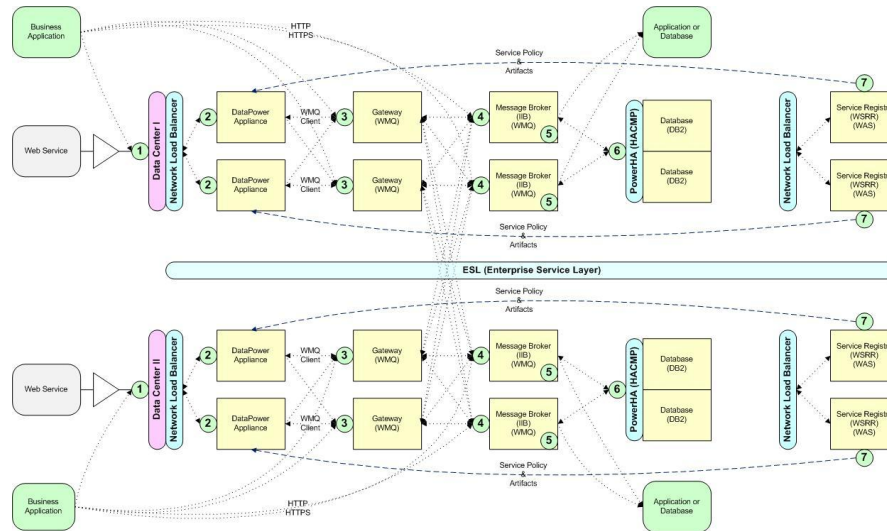 Business
Application
HTTP
HTTPS
Application or
Database
Service Policy
&
Artifacts
7
Web Service
1
Data Center I
Network Load Balancer
2
DataPower
Appliance
WMQ
Client
3
Gateway
(WMQ)
4
Message Broker
(IIB)
(WMQ)
5
6
PowerHA (HACMP)
Database
(DB2)
Network Load Balancer
Service Registr
(WSRR)
(WAS)
2
DataPower
Appliance
WMQ
Client
3
Gateway
(WMQ)
4
Message Broker
(IIB)
(WMQ)
5
Database
(DB2)
Service Registr
(WSRR)
(WAS)
7
Service Policy
&
Artifacts
ESL (Enterprise Service Layer)
Service Policy
&
Artifacts
7
Web Service
1
Data Center II
Network Load Balancer
2
DataPower
Appliance
WMQ
Client
3
Gateway
(WMQ)
4
Message Broker
(IIB)
(WMQ)
5
6
PowerHA (HACMP)
Database
(DB2)
Network Load Balancer
Service Registr
(WSRR)
(WAS)
2
DataPower
Appliance
WMQ
Client
3
Gateway
(WMQ)
4
Message Broker
(IIB)
(WMQ)
5
Database
(DB2)
Service Registr
(WSRR)
(WAS)
7
Service Policy
&
Artifacts
Business
Application
HTTP
HTTPS
Application or
Database